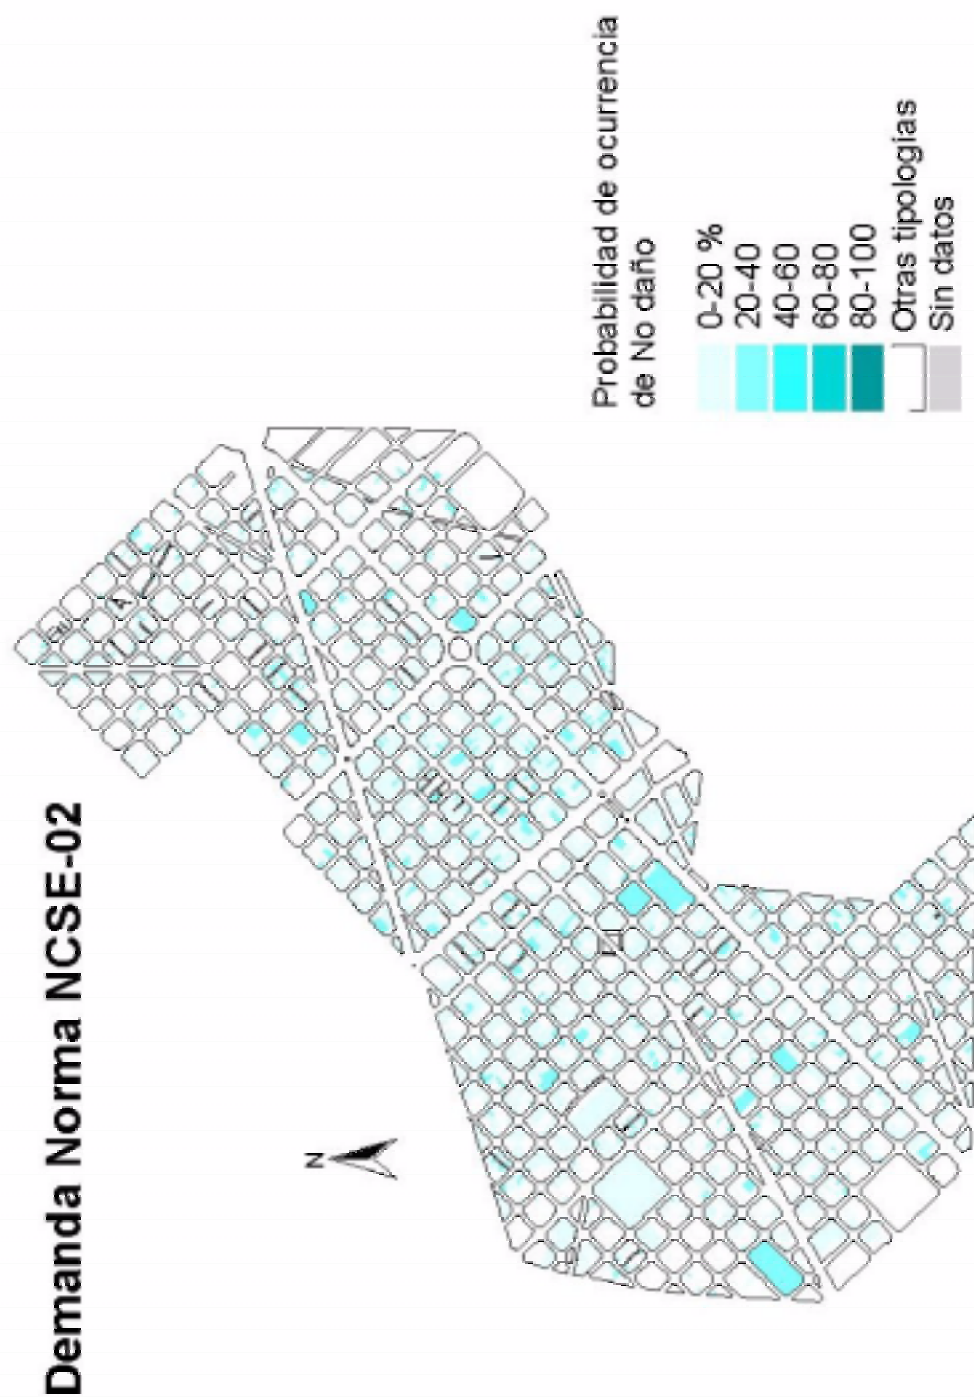 Demanda Norma NCSE-02
N
Probabilidad de ocurrencia
de No daño
0-20 %
20-40
40-60
60-80
80-100
Otras tipologías
Sin datos